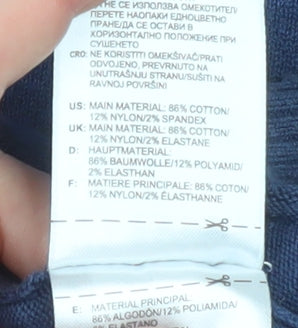 НЕ СЕ ИЗПОЛЗВА ОМЕКОТИТЕЛ/
ПЕРЕТЕ НАОПАКИ ЕДНОЦВЕТНО
ПРАНЕ/ДА СЕ ОСТАВИ В
ХОРИЗОНТАЛНО ПОЛОЖЕНИЕ ПРИ
СУШЕНЕТО
CRO: NE KORISTITI OMEKŠIVAČ/PRATI
ODVOJENO, PREVRNUTO NA
UNUTRAŠNJU STRANU/SUŠITI NA
RAVNOJ POVRŠINI
US: MAIN MATERIAL: 86% COTTON/
12% NYLON/2% SPANDEX
UK: MAIN MATERIAL: 86% COTTON/
12% NYLON/2% ELASTANE
D: HAUPTMATERIAL:
86% BAUMWOLLE/12% POLYAMID/
2% ELASTHAN
F: MATIERE PRINCIPALE: 86% COTON/
12% NYLON/2% ELASTHANNE
E: MATERIAL PRINCIPAL:
86% ALGODÓN/12% POLIAMIDA/
2% ELASTANO